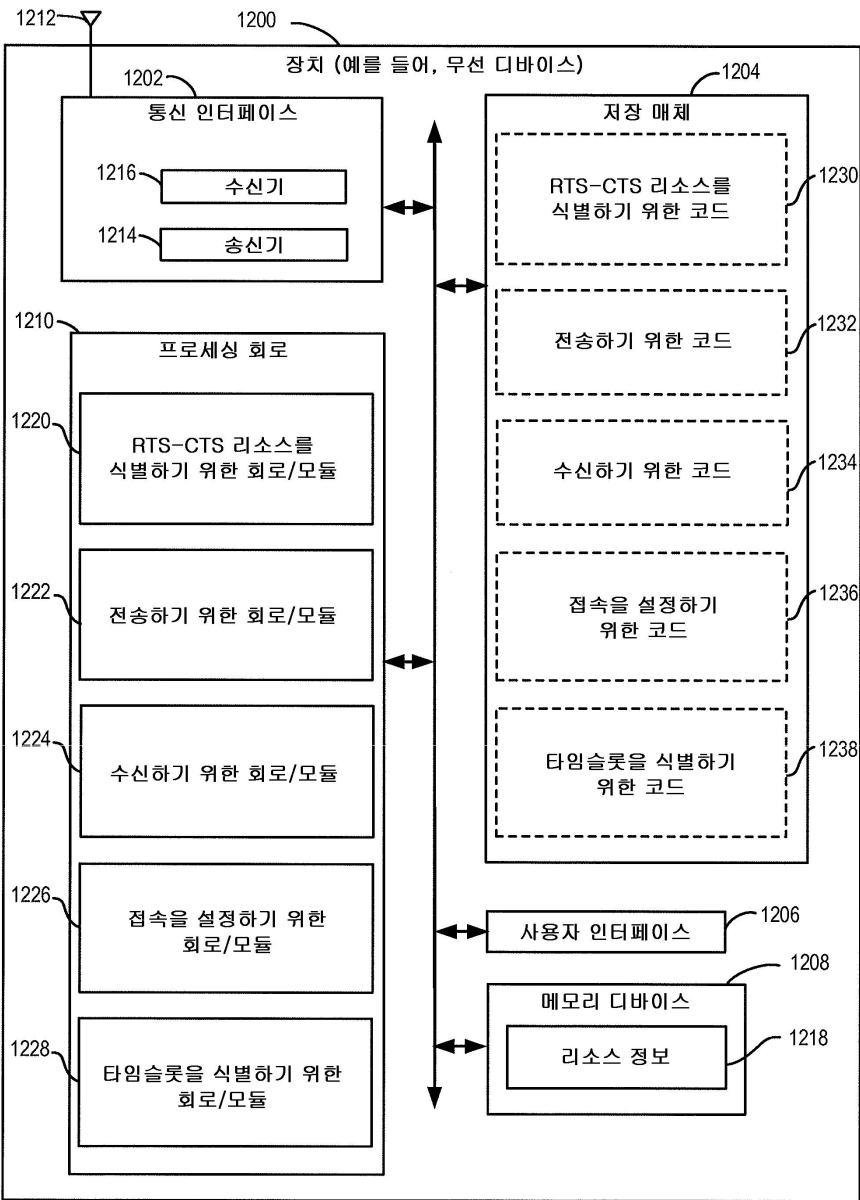 1212
1200
장치 (예를 들어, 무선 디바이스)
1202
통신 인터페이스
1216
수신기
1214
송신기
1210
프로세싱 회로
1220
RTS-CTS 리소스를
식별하기 위한 회로/모듈
1222
전송하기 위한 회로/모듈
1224
수신하기 위한 회로/모듈
1226
접속을 설정하기 위한
회로/모듈
1228
타임슬롯을 식별하기 위한
회로/모듈
1204
저장 매체
1230
RTS-CTS 리소스를
식별하기 위한 코드
1232
전송하기 위한 코드
1234
수신하기 위한 코드
1236
접속을 설정하기
위한 코드
1238
타임슬롯을 식별하기
위한 코드
1206
사용자 인터페이스
1208
메모리 디바이스
1218
리소스 정보